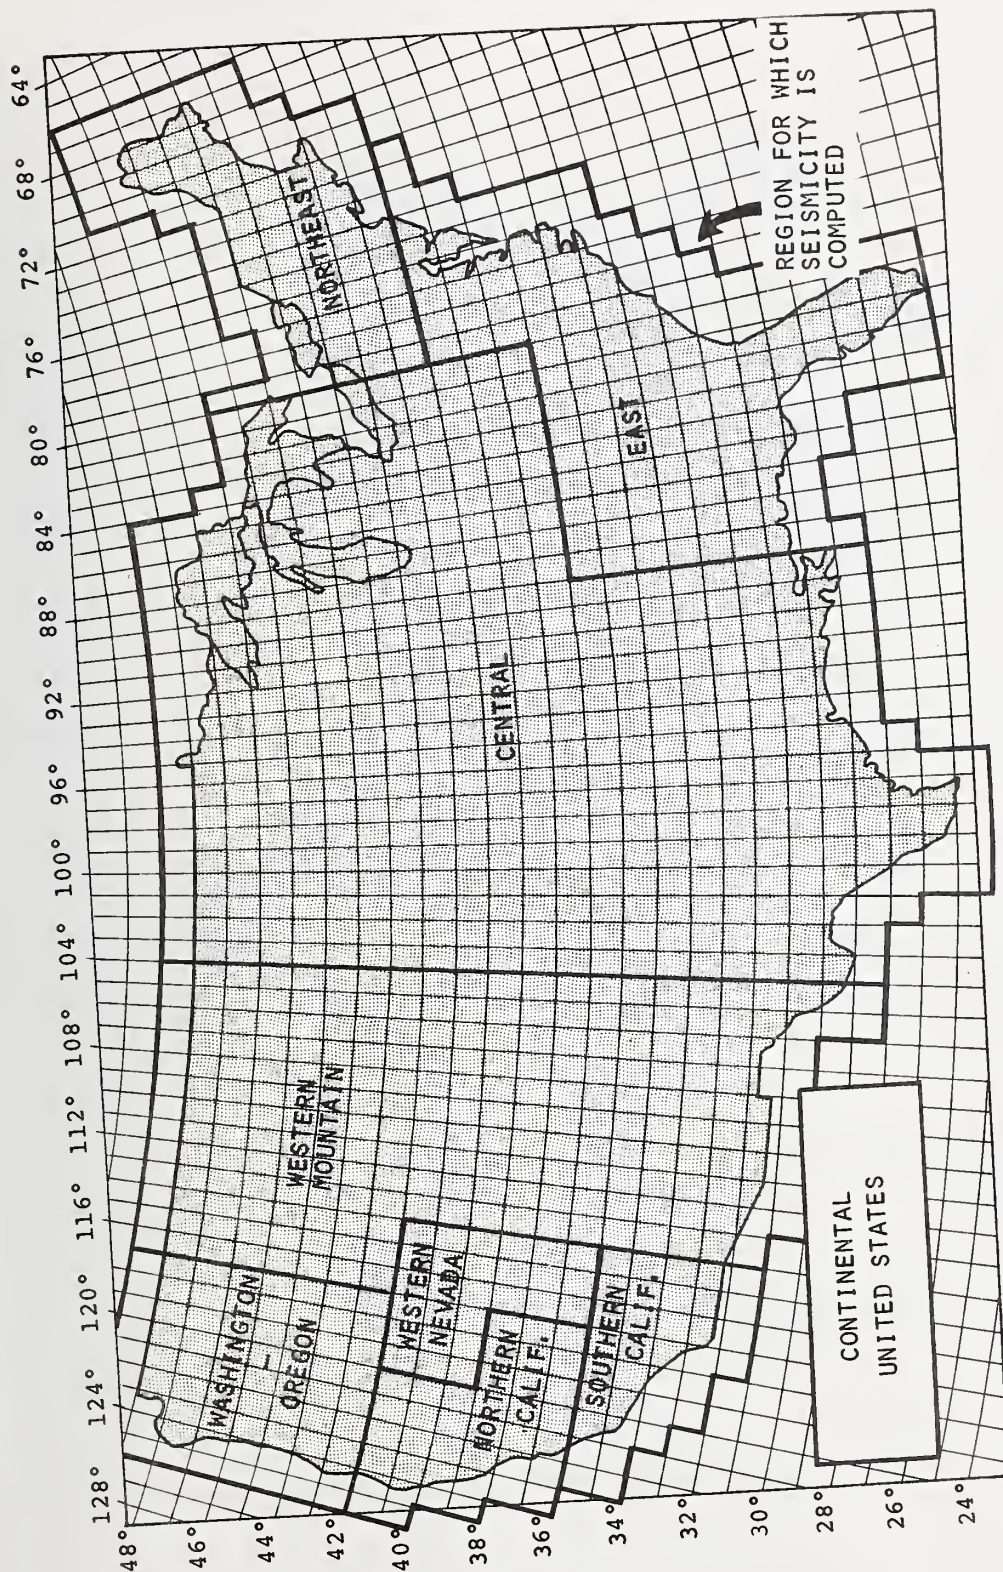 64°
68°
72°
76°
80°
84°
88°
92°
96°
100°
104°
108°
112°
116°
120°
124°
128°
48°
46°
44°
42°
40°
38°
36°
34°
32°
30°
28°
26°
24°
NORTHEAST
EAST
CENTRAL
WESTERN
MOUNTAIN
WASHINGTON
–
OREGON
WESTERN
NEVADA
NORTHERN
CALIF.
SOUTHERN
CALIF.
REGION FOR WHICH
SEISMICITY IS
COMPUTED
CONTINENTAL
UNITED STATES